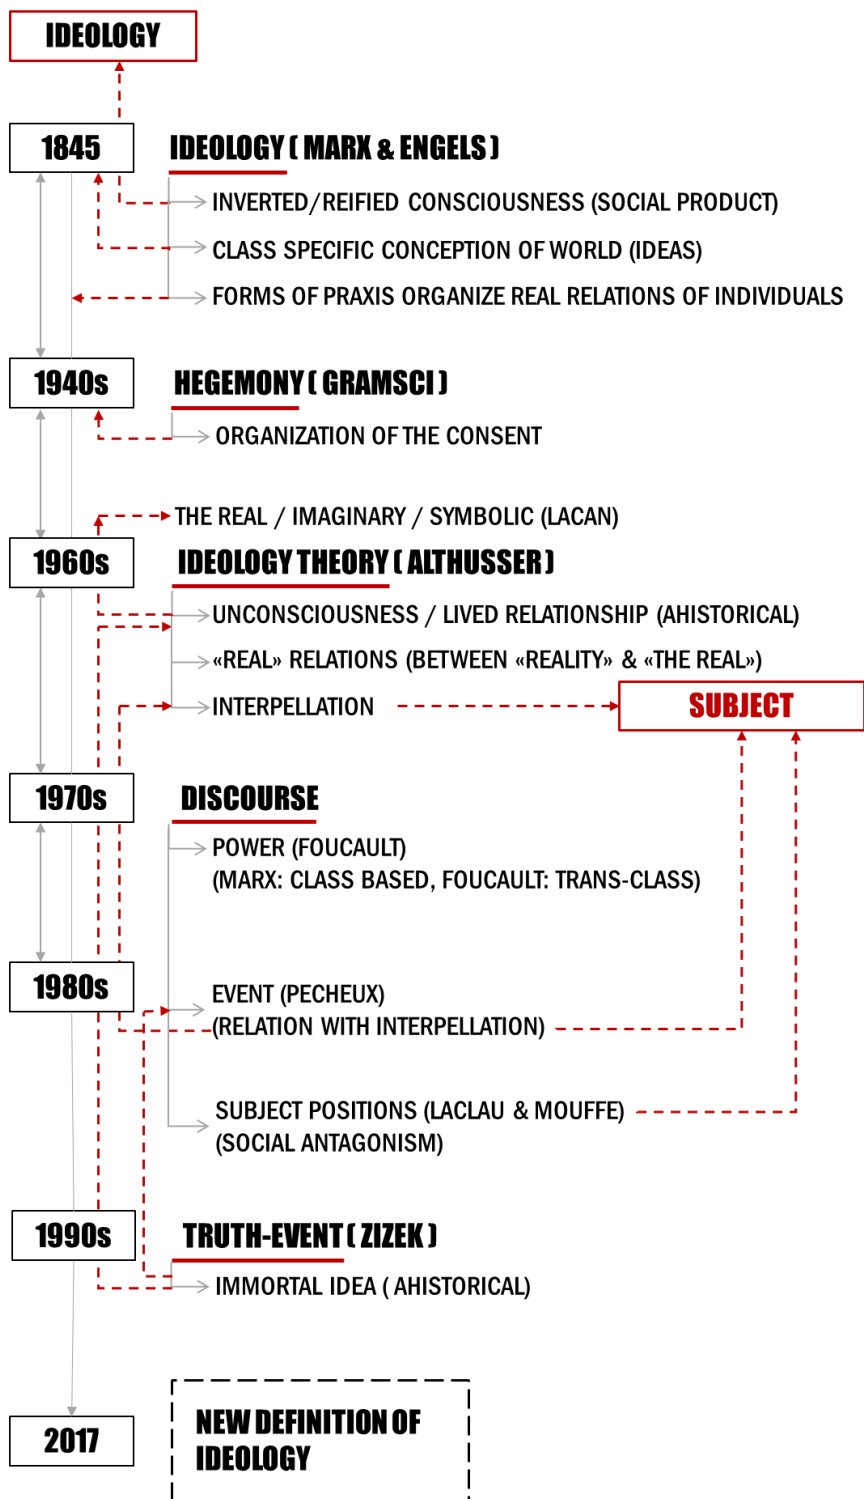 IDEOLOGY
1845
IDEOLOGY ( MARX & ENGELS )
INVERTED/REIFIED CONSCIOUSNESS (SOCIAL PRODUCT)
CLASS SPECIFIC CONCEPTION OF WORLD (IDEAS)
FORMS OF PRAXIS ORGANIZE REAL RELATIONS OF INDIVIDUALS
1940s
HEGEMONY ( GRAMSCI )
ORGANIZATION OF THE CONSENT
THE REAL / IMAGINARY / SYMBOLIC (LACAN)
1960s
IDEOLOGY THEORY ( ALTHUSSER )
UNCONSCIOUSNESS / LIVED RELATIONSHIP (AHISTORICAL)
«REAL» RELATIONS (BETWEEN «REALITY» & «THE REAL»)
INTERPELLATION
SUBJECT
1970s
DISCOURSE
POWER (FOUCAULT)
(MARX: CLASS BASED, FOUCAULT: TRANS-CLASS)
1980s
EVENT (PECHEUX)
(RELATION WITH INTERPELLATION)
SUBJECT POSITIONS (LACLAU & MOUFFE)
(SOCIAL ANTAGONISM)
1990s
TRUTH-EVENT ( ZIZEK )
IMMORTAL IDEA ( AHISTORICAL)
2017
NEW DEFINITION OF
IDEOLOGY